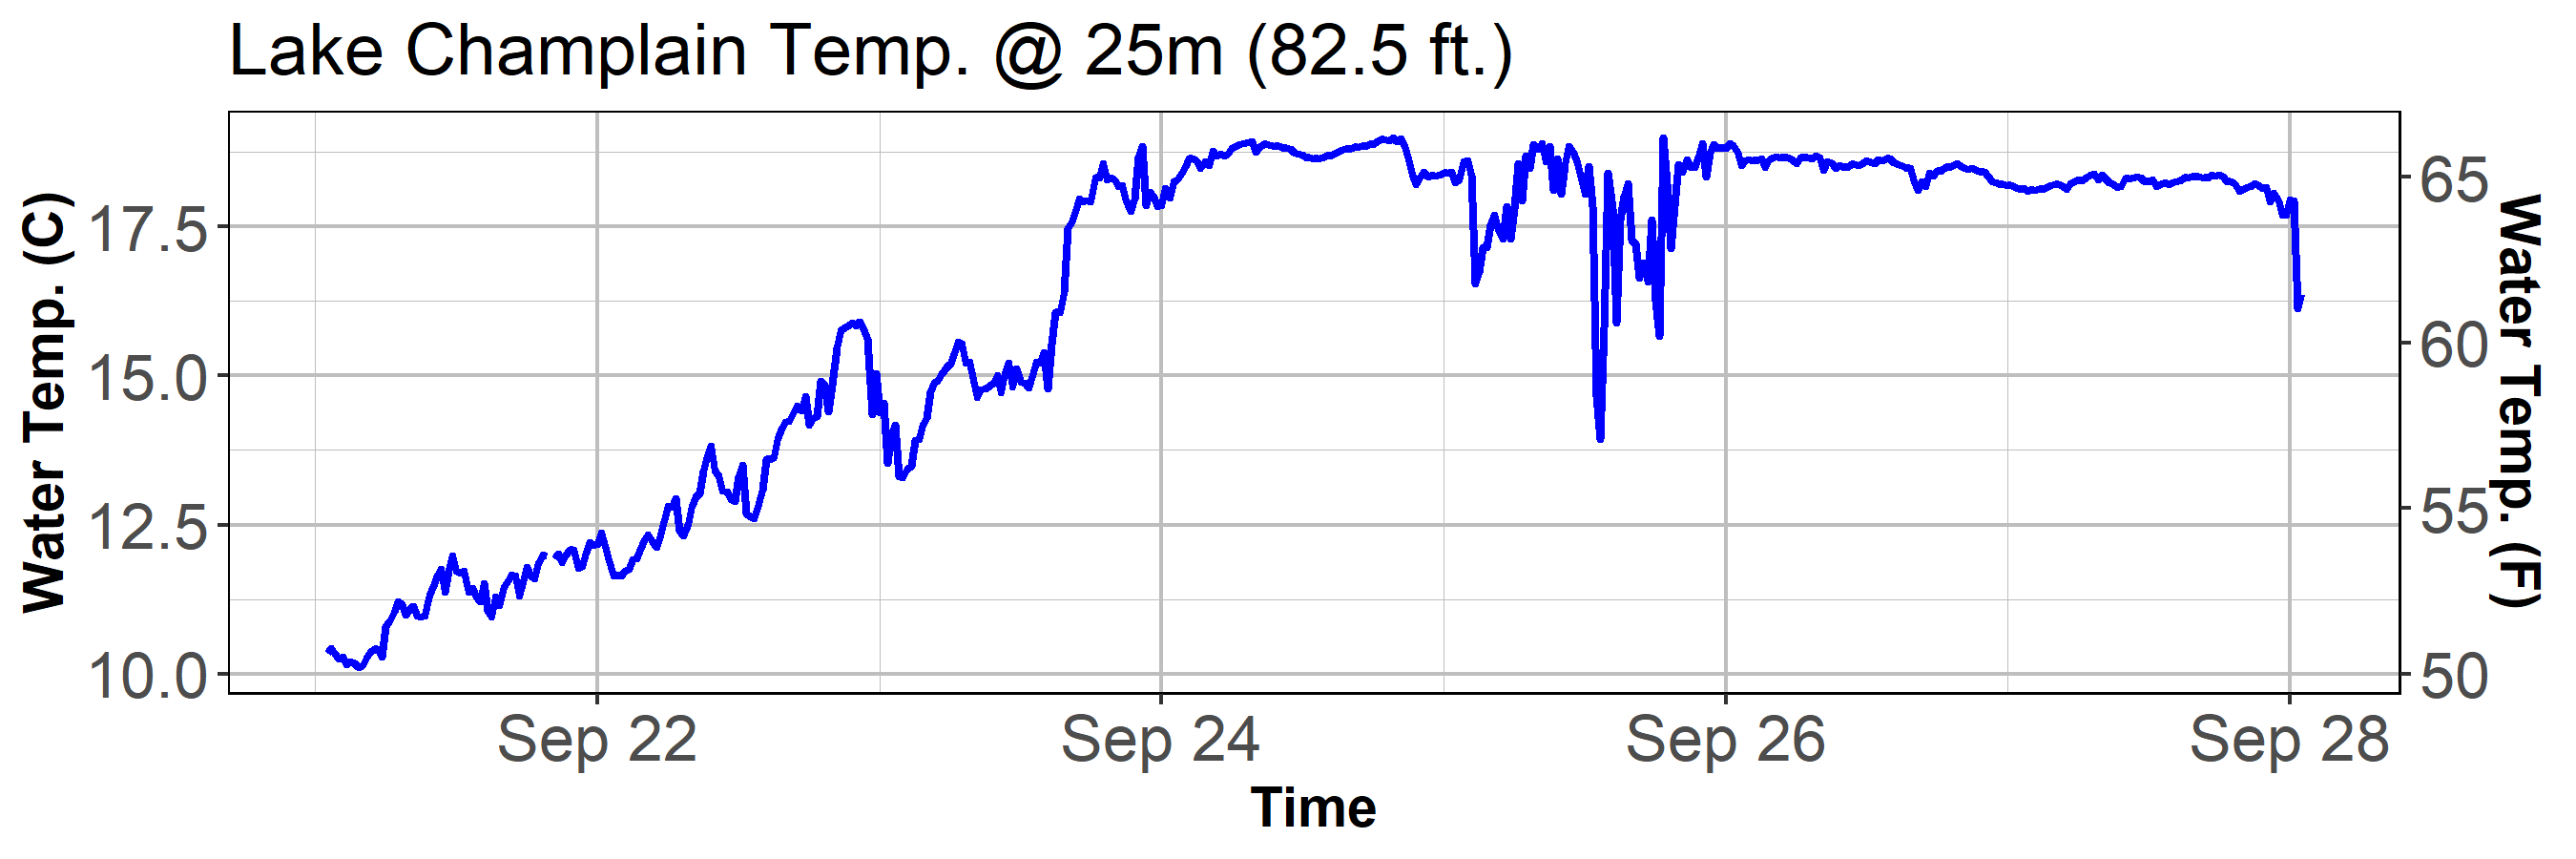 Lake Champlain Temp. @ 25m (82.5 ft.)
Water Temp. (C)
17.5
15.0
12.5
10.0
65
60
55
50
Water Temp. (F)
Sep 22
Sep 24
Sep 26
Sep 28
Time